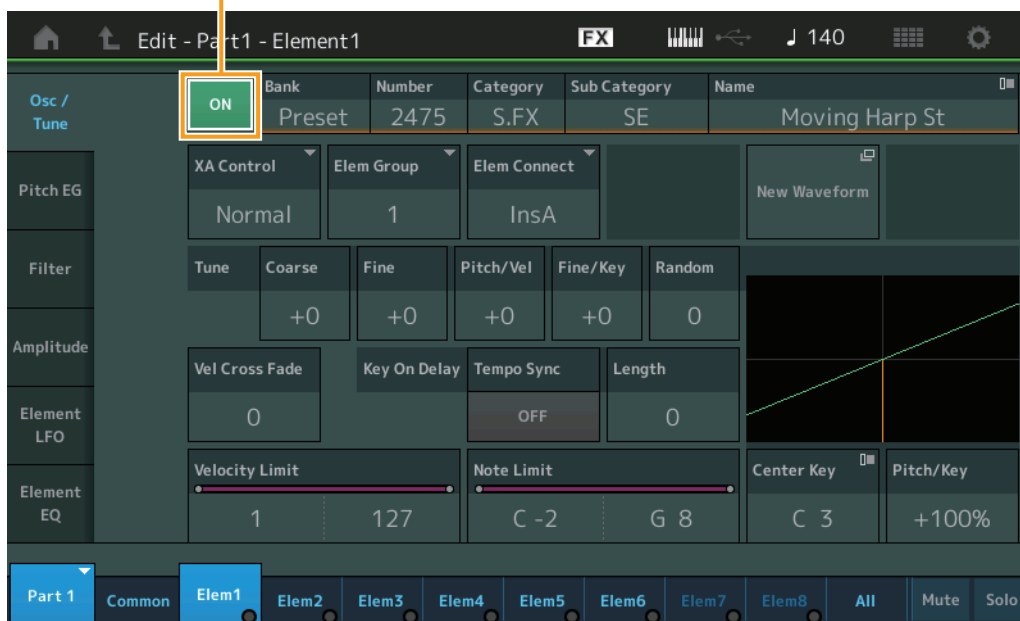 Edit - Part1 - Element1 FX 140
Osc / Tune
ON
Bank Number Category Sub Category Name
Preset 2475 S.FX SE Moving Harp St
Pitch EG
XA Control Elem Group Elem Connect
Normal 1 InsA
New Waveform
Filter
Tune Coarse Fine Pitch/Vel Fine/Key Random
+0 +0 +0 +0 0
Amplitude
Vel Cross Fade Key On Delay Tempo Sync Length
0 OFF 0
Element LFO
Velocity Limit Note Limit Center Key Pitch/Key
1 127 C -2 G 8 C 3 +100%
Element EQ
Part 1 Common Elem1 Elem2 Elem3 Elem4 Elem5 Elem6 Elem7 Elem8 All Mute Solo